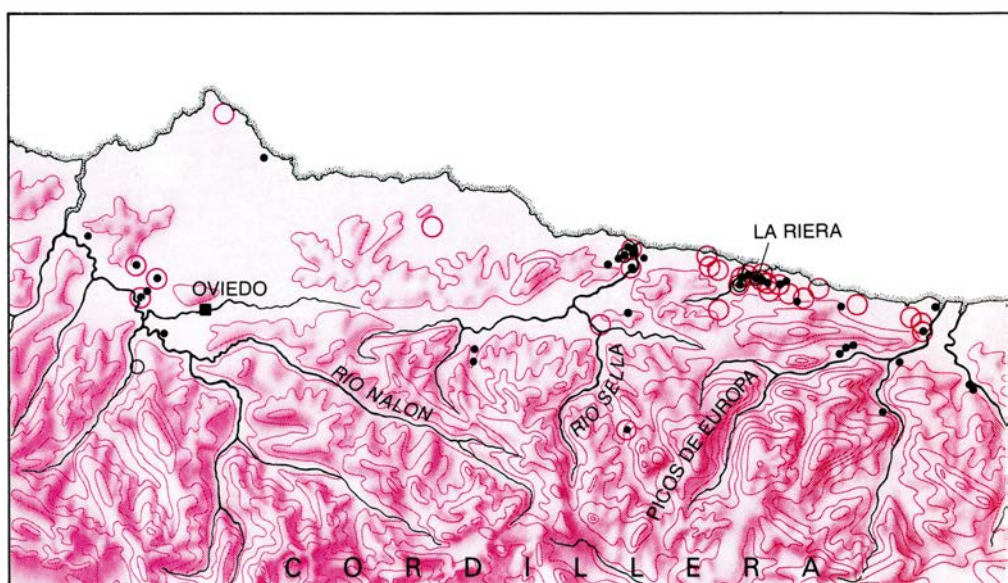 LA RIERA
OVIEDO
RIO NALON
RIO SELLA
PICOS DE EUROPA
CORDILLERA